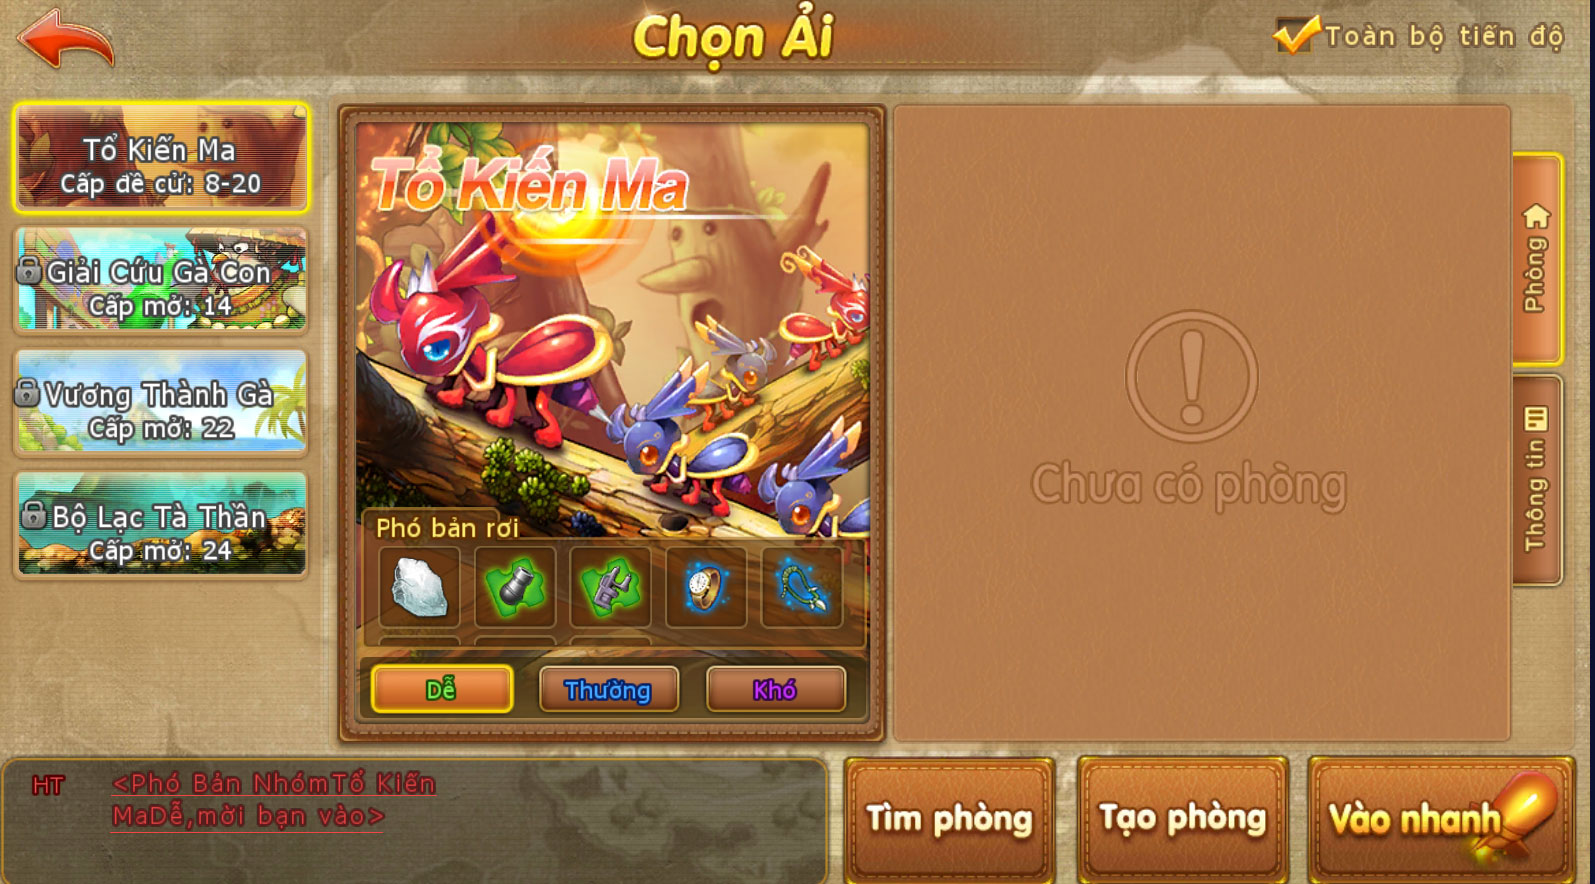 Chọn Ải
Toàn bộ tiến độ
Tổ Kiến Ma
Cấp đề cử: 8-20
Giải Cứu Gà Con
Cấp mở: 14
Vương Thành Gà
Cấp mở: 22
Bộ Lạc Tà Thần
Cấp mở: 24
Tổ Kiến Ma
Phó bản rơi
Dễ
Thường
Khó
Chưa có phòng
Phòng
Thông tin
HT
<Phó Bản NhómTổ Kiến
MaDễ,mời bạn vào>
Tìm phòng
Tạo phòng
Vào nhanh